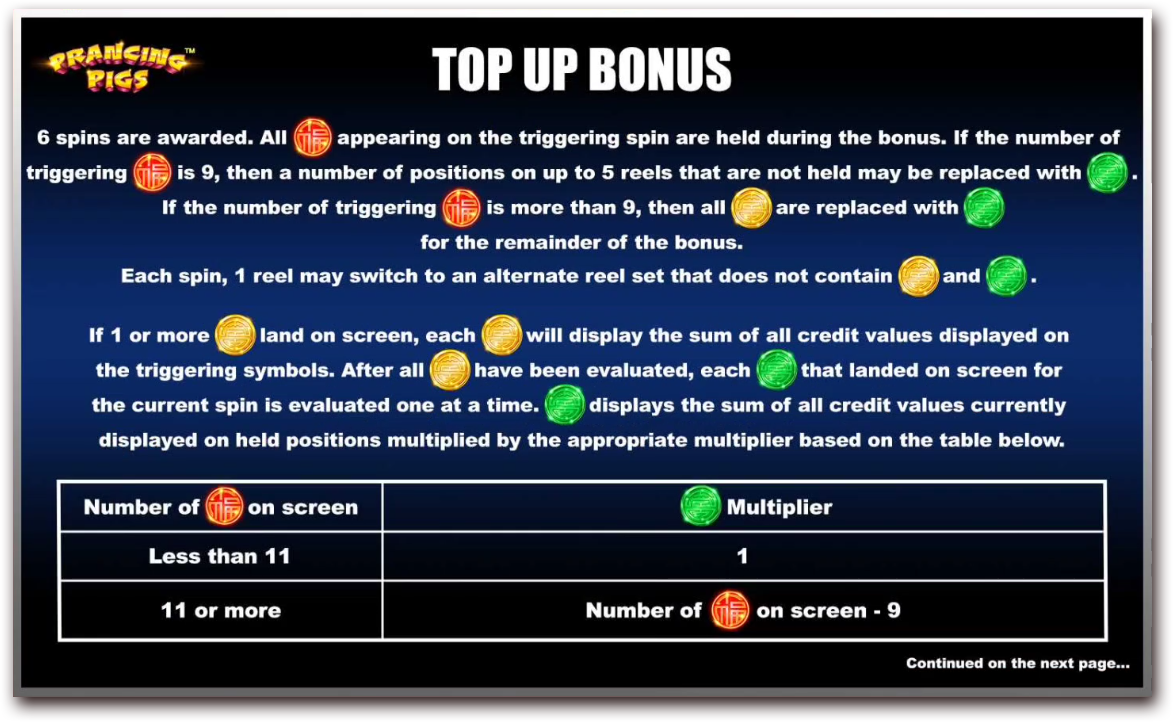 PRANCING™
PIGS
TOP UP BONUS
6 spins are awarded. All 福 appearing on the triggering spin are held during the bonus. If the number of
triggering 福 is 9, then a number of positions on up to 5 reels that are not held may be replaced with .
If the number of triggering 福 is more than 9, then all are replaced with
for the remainder of the bonus.
Each spin, 1 reel may switch to an alternate reel set that does not contain and .
If 1 or more land on screen, each will display the sum of all credit values displayed on
the triggering symbols. After all have been evaluated, each that landed on screen for
the current spin is evaluated one at a time. displays the sum of all credit values currently
displayed on held positions multiplied by the appropriate multiplier based on the table below.
Number of 福 on screen Multiplier
Less than 11 1
11 or more Number of 福 on screen - 9
Continued on the next page...